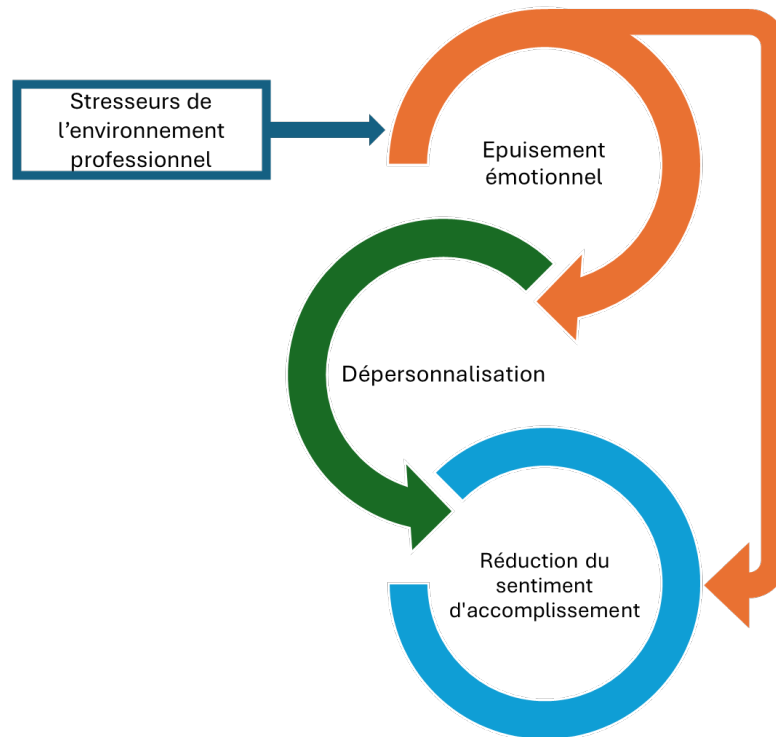 Stresseurs de
l’environnement
professionnel
Epuisement
émotionnel
Dépersonnalisation
Réduction du
sentiment
d'accomplissement